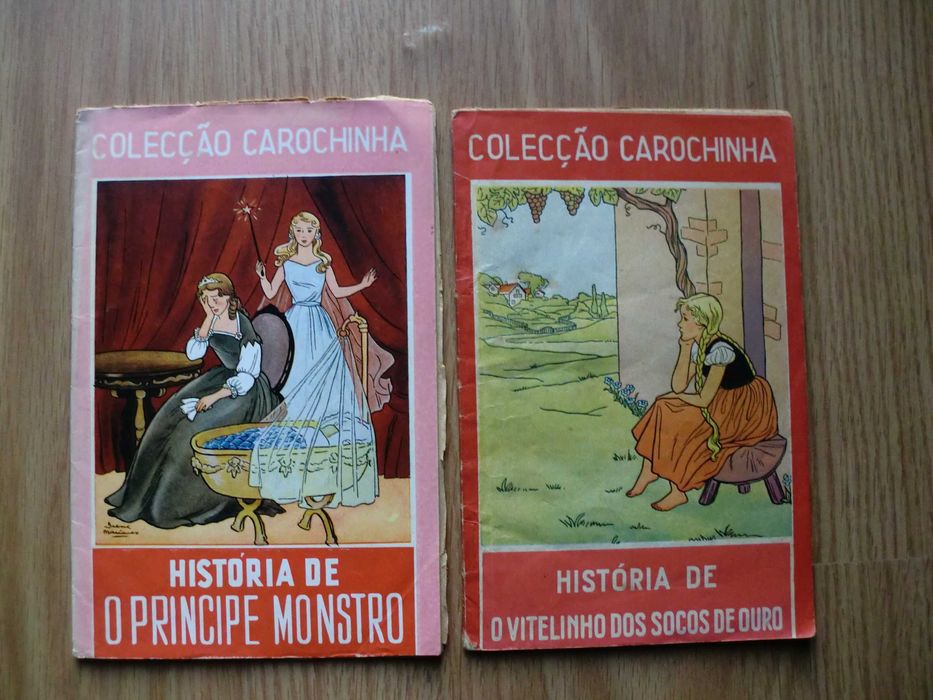 COLECÇÃO CAROCHINHA
HISTÓRIA DE
O PRINCIPE MONSTRO
COLECÇÃO CAROCHINHA
HISTÓRIA DE
O VITELINHO DOS SOCOS DE OURO